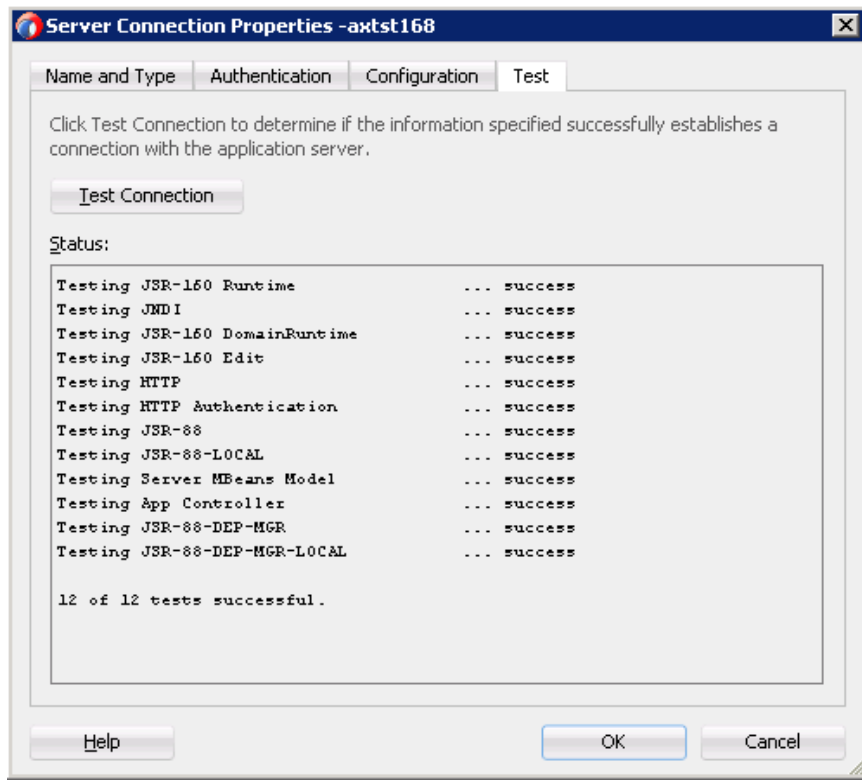 Server Connection Properties -axtst168
Name and Type Authentication Configuration Test
Click Test Connection to determine if the information specified successfully establishes a
connection with the application server.
Test Connection
Status:
Testing JSR-160 Runtime ... success
Testing JNDI ... success
Testing JSR-160 DomainRuntime ... success
Testing JSR-160 Edit ... success
Testing HTTP ... success
Testing HTTP Authentication ... success
Testing JSR-88 ... success
Testing JSR-88-LOCAL ... success
Testing Server MBeans Model ... success
Testing App Controller ... success
Testing JSR-88-DEP-MGR ... success
Testing JSR-88-DEP-MGR-LOCAL ... success
12 of 12 tests successful.
Help OK Cancel